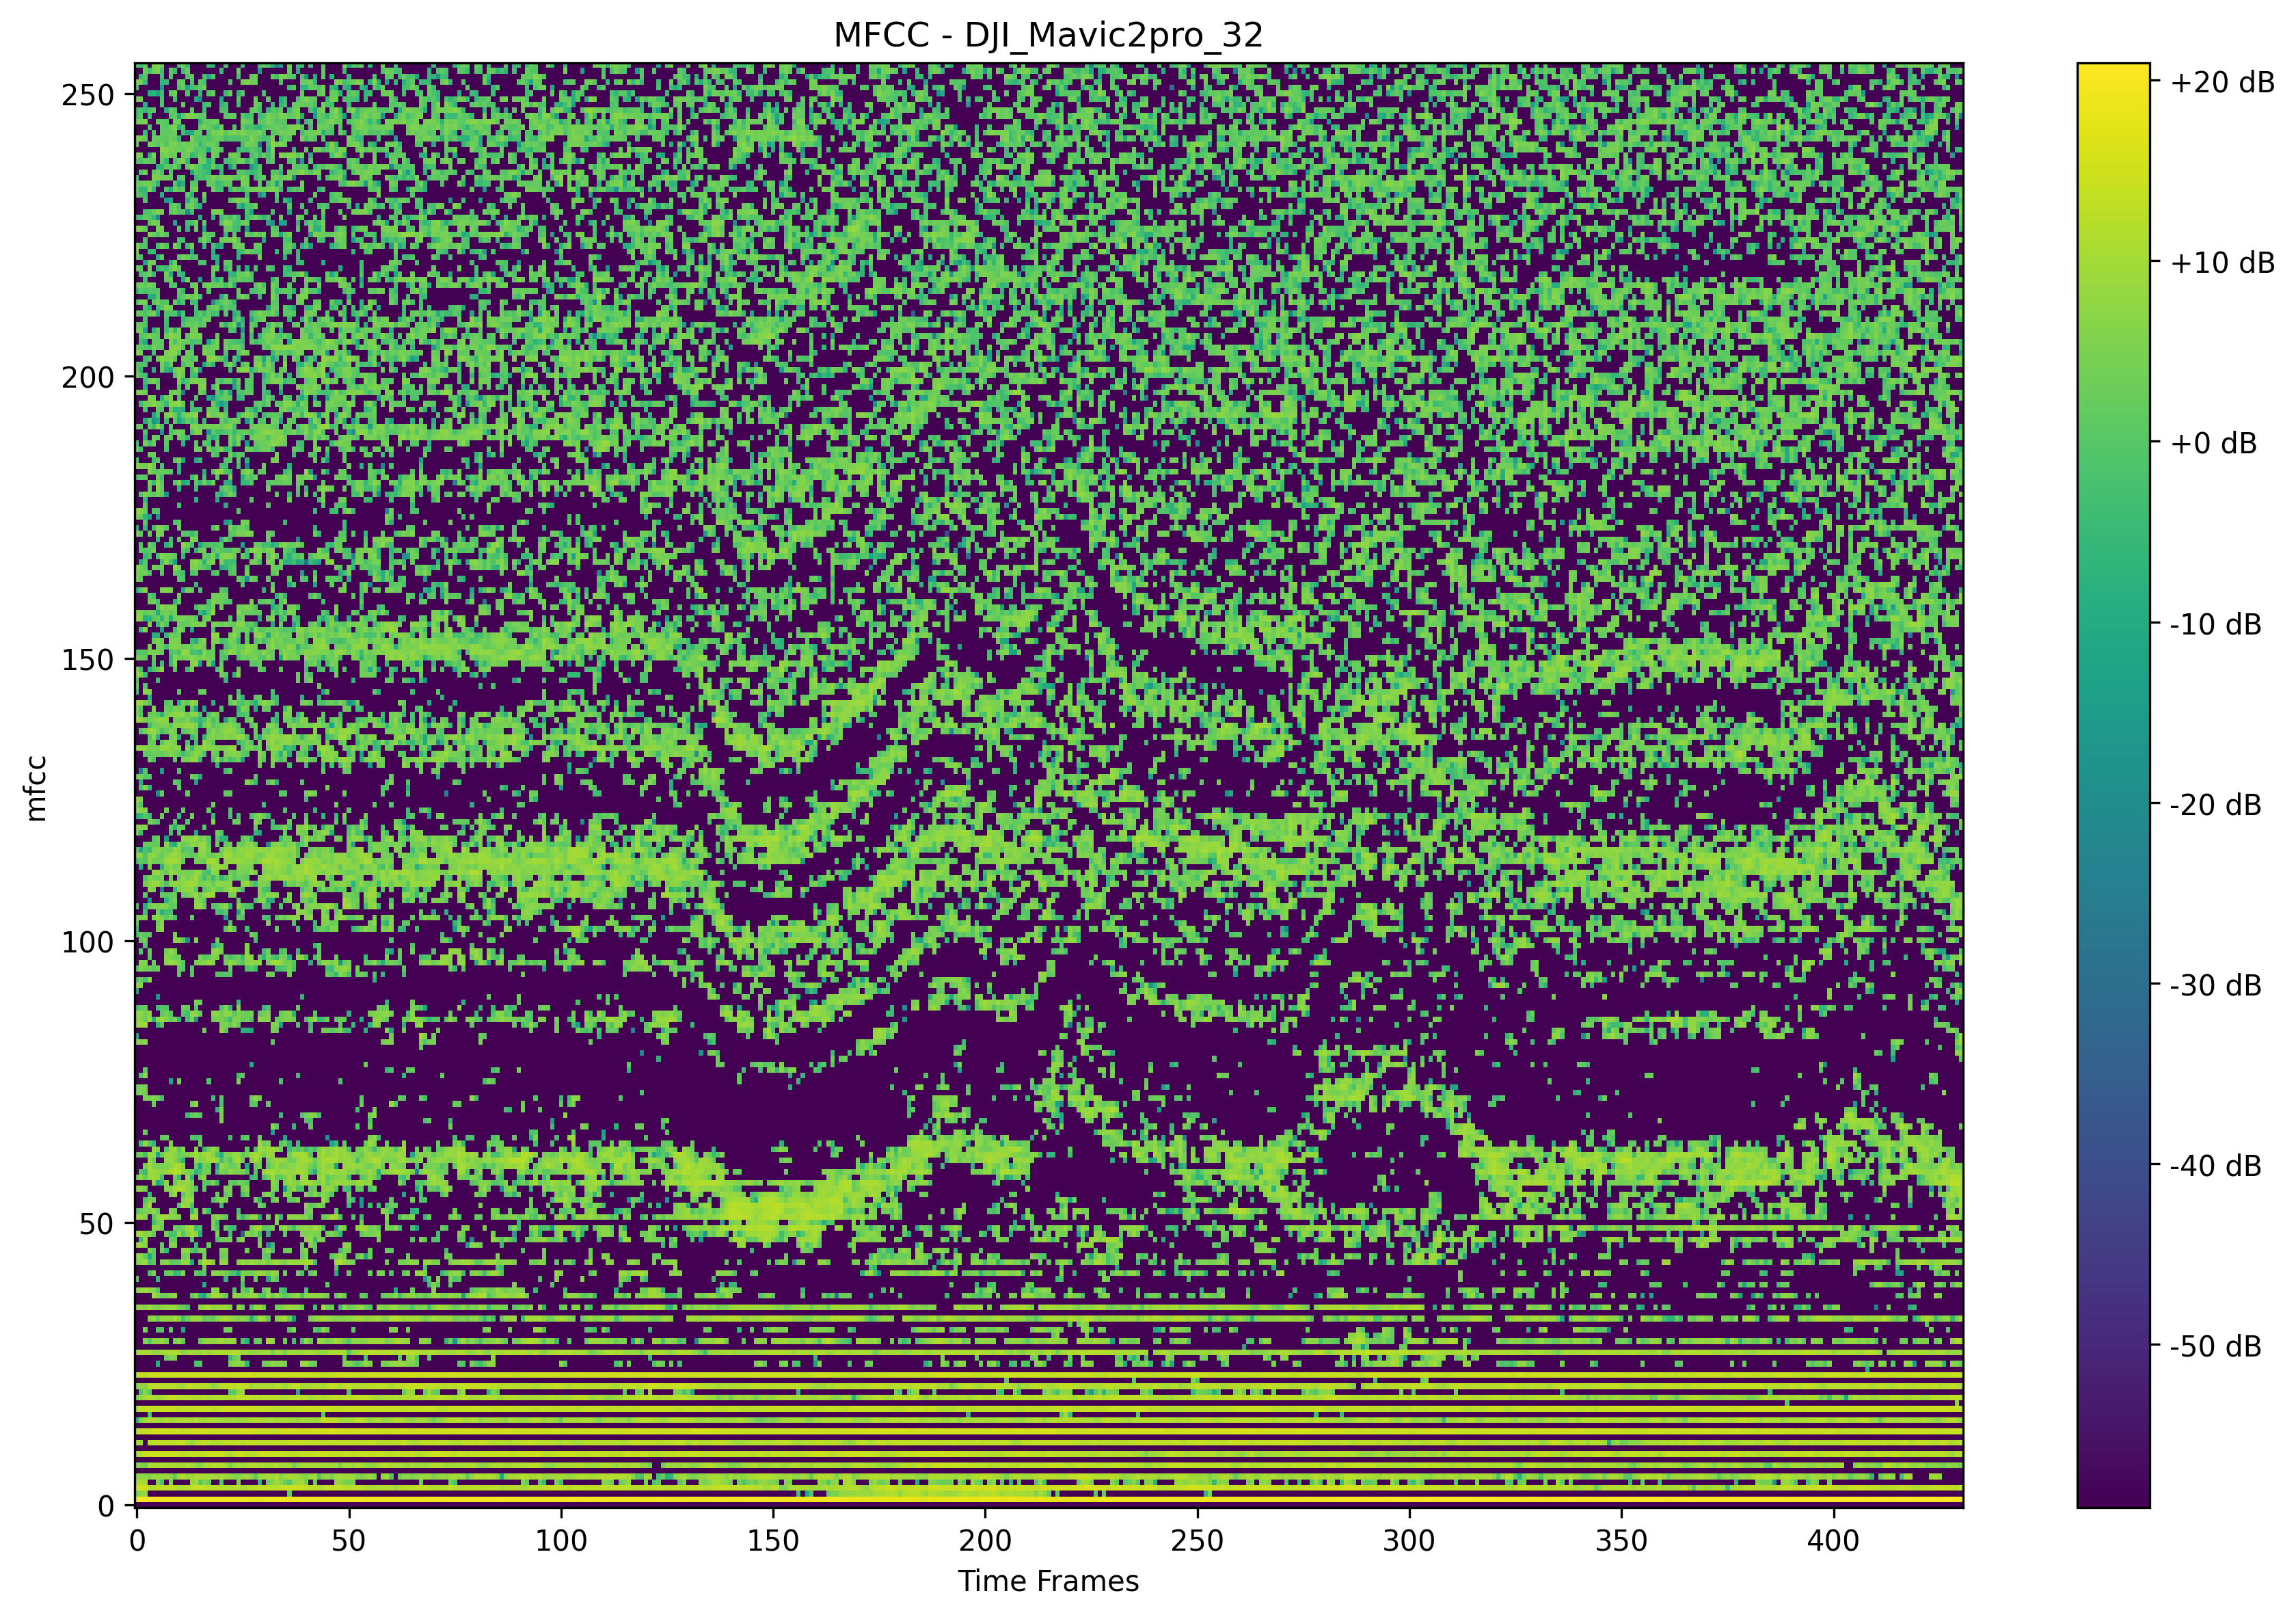 MFCC - DJI_Mavic2pro_32
250
200
150
100
50
0
mfcc
0 50 100 150 200 250 300 350 400
Time Frames
+20 dB
+10 dB
+0 dB
-10 dB
-20 dB
-30 dB
-40 dB
-50 dB